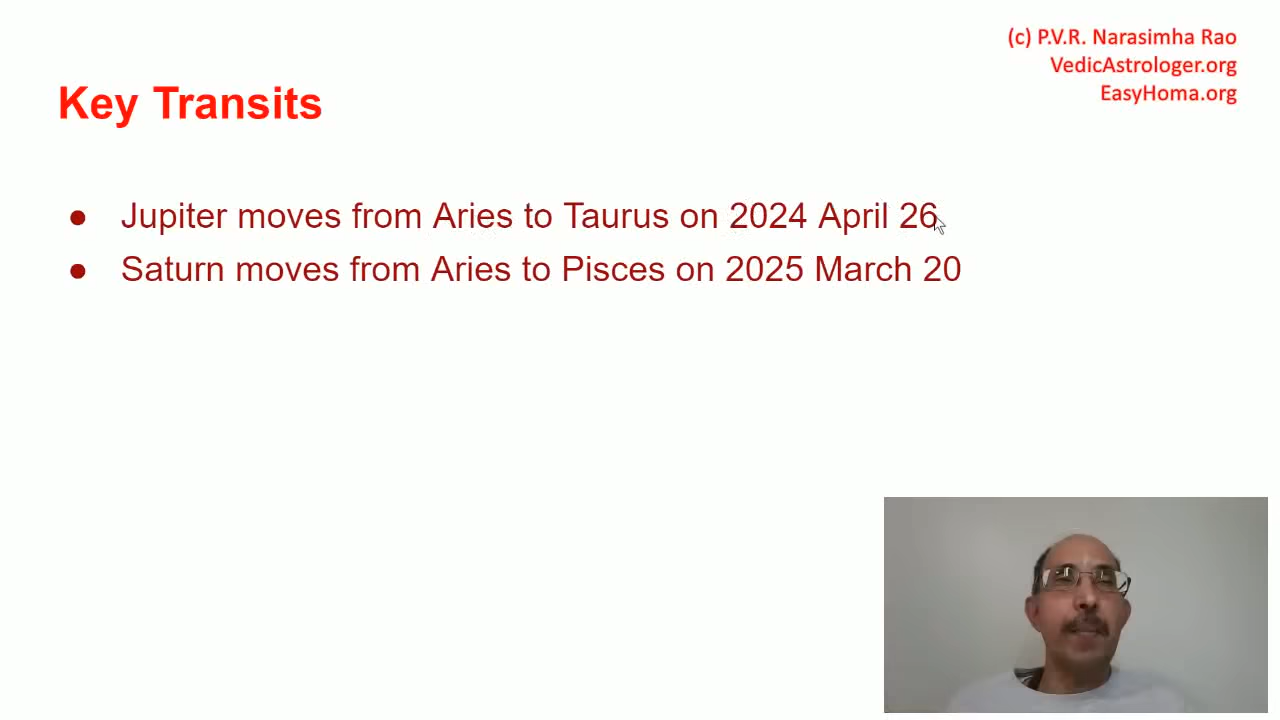 (c) P.V.R. Narasimha Rao
VedicAstrologer.org
EasyHoma.org
Key Transits
● Jupiter moves from Aries to Taurus on 2024 April 26
● Saturn moves from Aries to Pisces on 2025 March 20